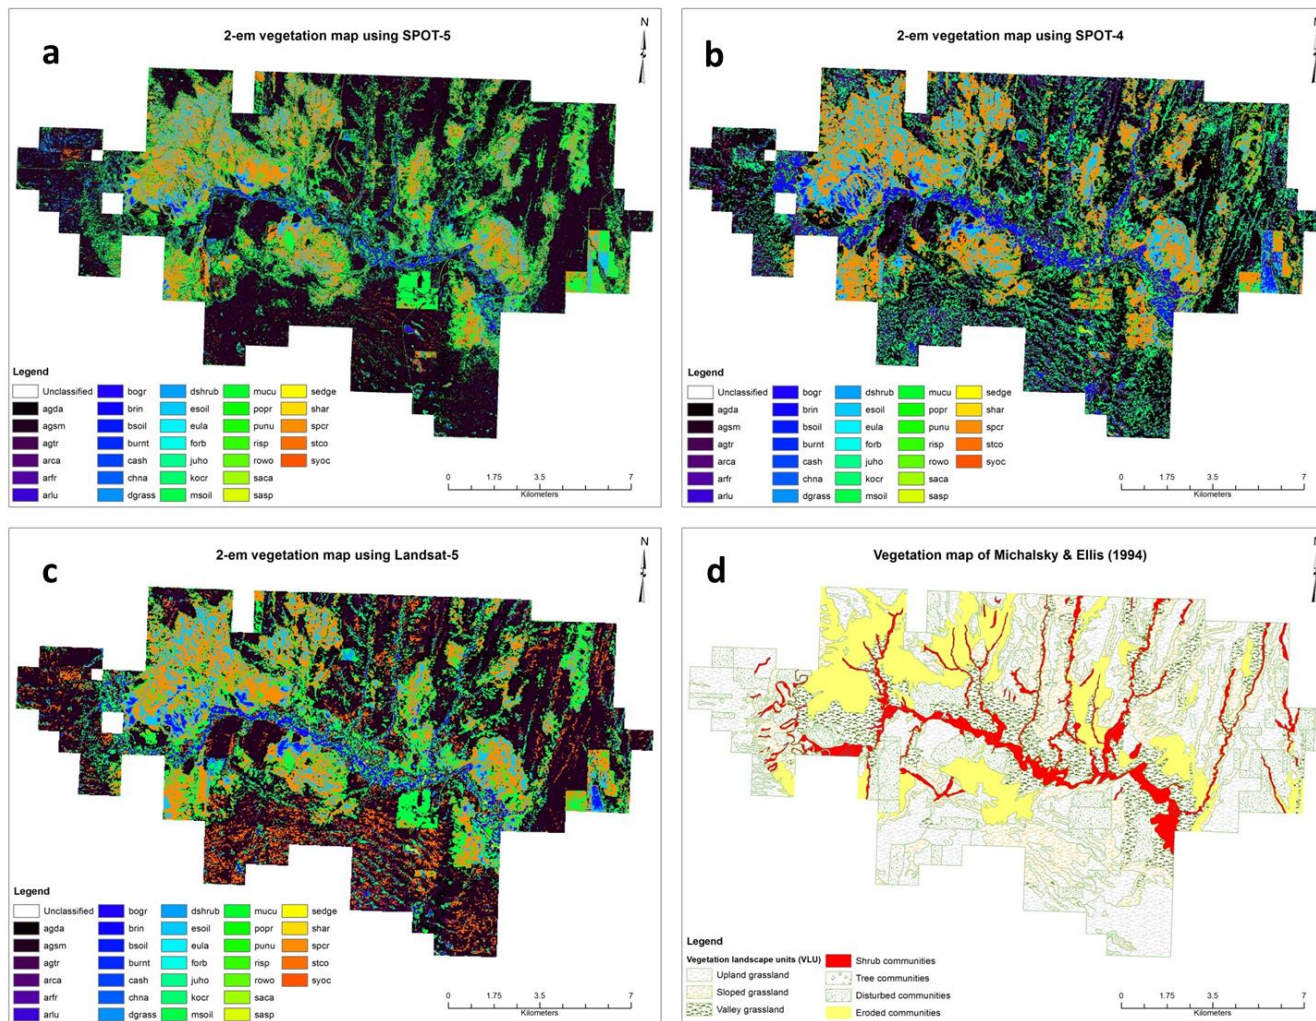 a
2-em vegetation map using SPOT-5
N
Legend
Unclassified
agda
agsm
agtr
arca
arfr
arlu
bogr
brin
bsoil
burnt
cash
chna
dgrass
dshrub
esoil
eula
forb
juho
kocr
msoil
mucu
popr
punu
risp
rowo
saca
sasp
sedge
shar
spcr
stco
syoc
0 1.75 3.5 7
Kilometers
b
2-em vegetation map using SPOT-4
N
Legend
Unclassified
agda
agsm
agtr
arca
arfr
arlu
bogr
brin
bsoil
burnt
cash
chna
dgrass
dshrub
esoil
eula
forb
juho
kocr
msoil
mucu
popr
punu
risp
rowo
saca
sasp
sedge
shar
spcr
stco
syoc
0 1.75 3.5 7
Kilometers
c
2-em vegetation map using Landsat-5
N
Legend
Unclassified
agda
agsm
agtr
arca
arfr
arlu
bogr
brin
bsoil
burnt
cash
chna
dgrass
dshrub
esoil
eula
forb
juho
kocr
msoil
mucu
popr
punu
risp
rowo
saca
sasp
sedge
shar
spcr
stco
syoc
0 1.75 3.5 7
Kilometers
d
Vegetation map of Michalsky & Ellis (1994)
N
Legend
Vegetation landscape units (VLU)
Upland grassland
Sloped grassland
Valley grassland
Shrub communities
Tree communities
Disturbed communities
Eroded communities
0 1.75 3.5 7
Kilometers